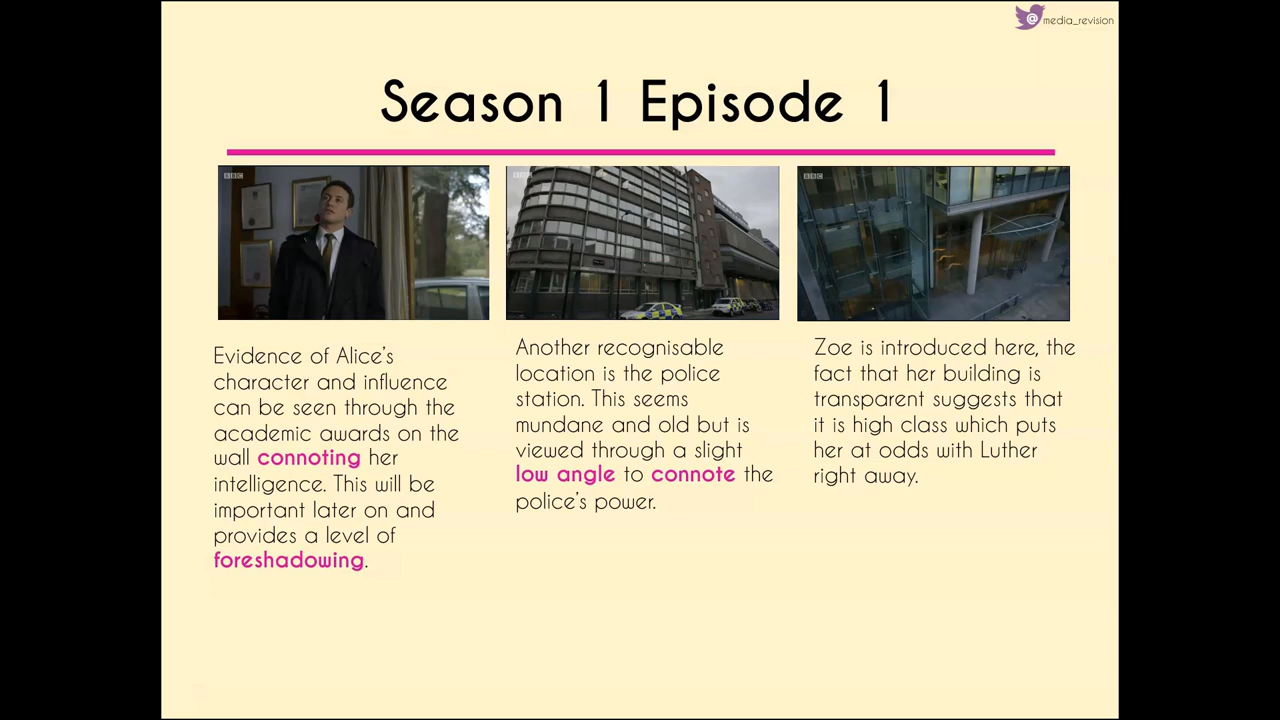 @media_revision
Season 1 Episode 1
BBC
BBC
BBC
Evidence of Alice's
character and influence
can be seen through the
academic awards on the
wall connoting her
intelligence. This will be
important later on and
provides a level of
foreshadowing.
Another recognisable
location is the police
station. This seems
mundane and old but is
viewed through a slight
low angle to connote the
police's power.
Zoe is introduced here, the
fact that her building is
transparent suggests that
it is high class which puts
her at odds with Luther
right away.